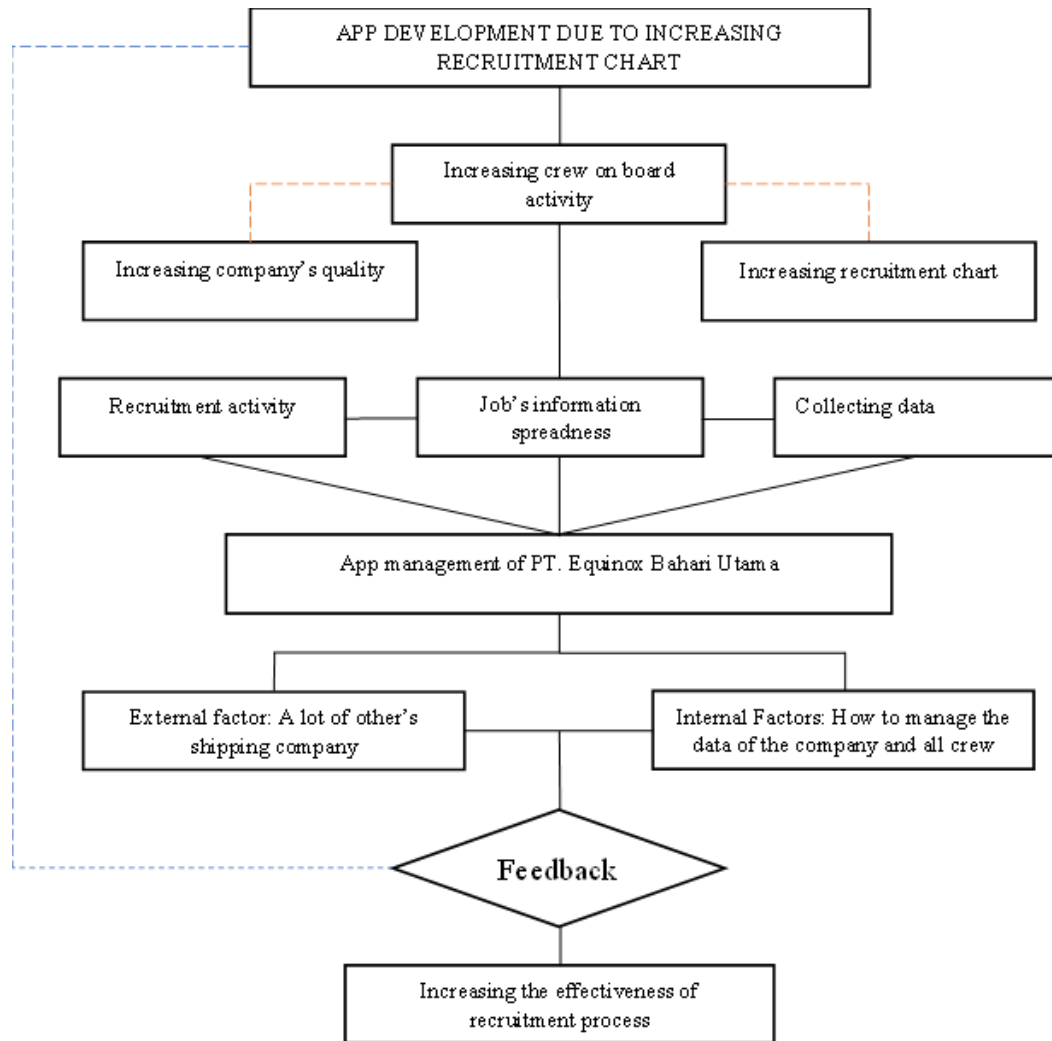 APP DEVELOPMENT DUE TO INCREASING
RECRUITMENT CHART
Increasing crew on board
activity
Increasing company’s quality
Increasing recruitment chart
Recruitment activity
Job’s information
spreadness
Collecting data
App management of PT. Equinox Bahari Utama
External factor: A lot of other’s
shipping company
Internal Factors: How to manage the
data of the company and all crew
Feedback
Increasing the effectiveness of
recruitment process